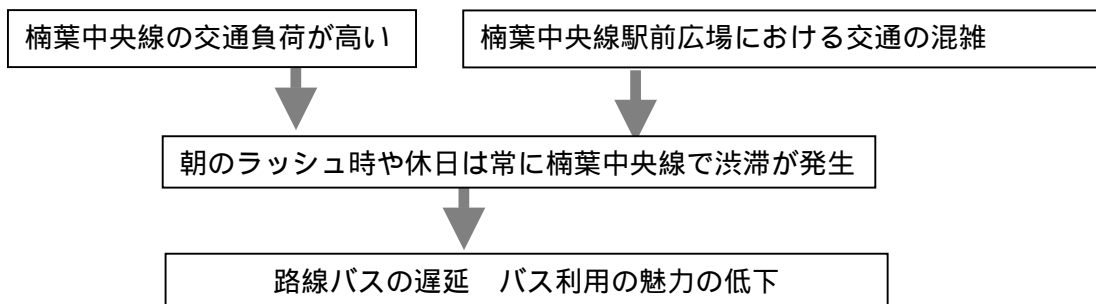 楠葉中央線の交通負荷が高い
楠葉中央線駅前広場における交通の混雑
朝のラッシュ時や休日は常に楠葉中央線で渋滞が発生
路線バスの遅延　バス利用の魅力の低下